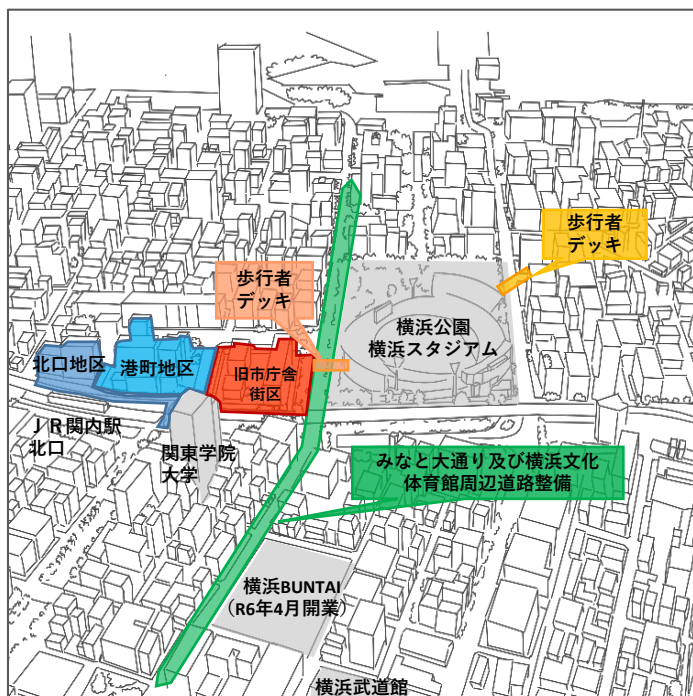 歩行者
デッキ
歩行者
デッキ
横浜公園
横浜スタジアム
北口地区
港町地区
旧市庁舎
街区
ＪＲ関内駅
北口
関東学院
大学
みなと大通り及び横浜文化
体育館周辺道路整備
横浜BUNTAI
（R6年4月開業）
横浜武道館